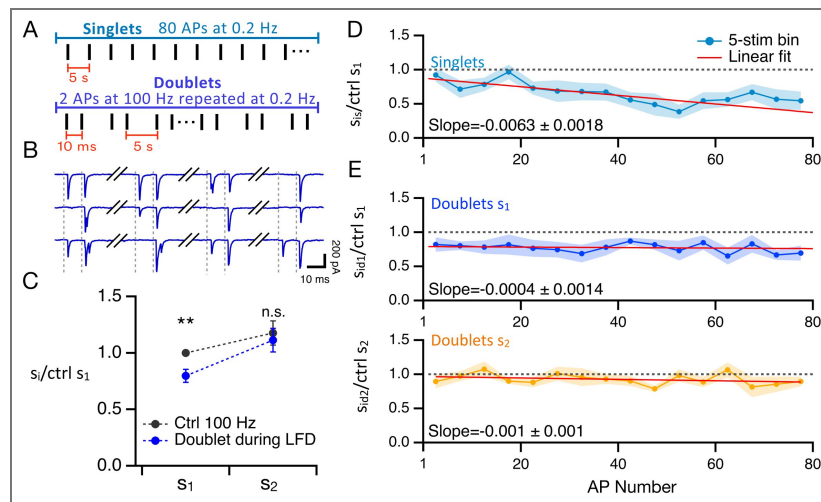 A
Singlets 80 APs at 0.2 Hz
5 s
Doublets
2 APs at 100 Hz repeated at 0.2 Hz
10 ms
5 s
B
200 pA
10 ms
C
1.5
1.0
0.5
0.0
si/ctrl s1
**
n.s.
Ctrl 100 Hz
Doublet during LFD
s1
s2
D
Singlets
5-stim bin
Linear fit
1.5
1.0
0.5
0.0
sis/ctrl s1
Slope=-0.0063 ± 0.0018
1 20 40 60 80
E
Doublets s1
1.5
1.0
0.5
0.0
sid1/ctrl s1
Slope=-0.0004 ± 0.0014
1 20 40 60 80
Doublets s2
1.5
1.0
0.5
0.0
sid2/ctrl s2
Slope=-0.001 ± 0.001
1 20 40 60 80
AP Number